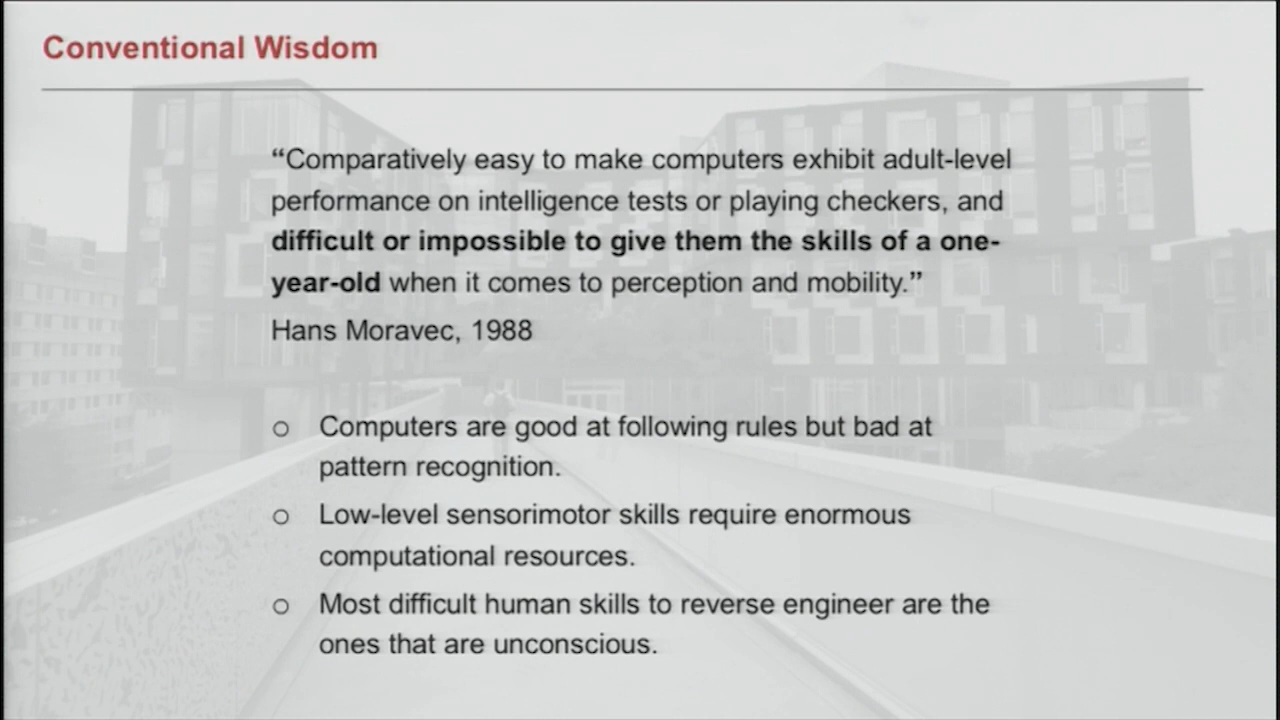 Conventional Wisdom
“Comparatively easy to make computers exhibit adult-level
performance on intelligence tests or playing checkers, and
difficult or impossible to give them the skills of a one-
year-old when it comes to perception and mobility.”
Hans Moravec, 1988
○ Computers are good at following rules but bad at
pattern recognition.
○ Low-level sensorimotor skills require enormous
computational resources.
○ Most difficult human skills to reverse engineer are the
ones that are unconscious.